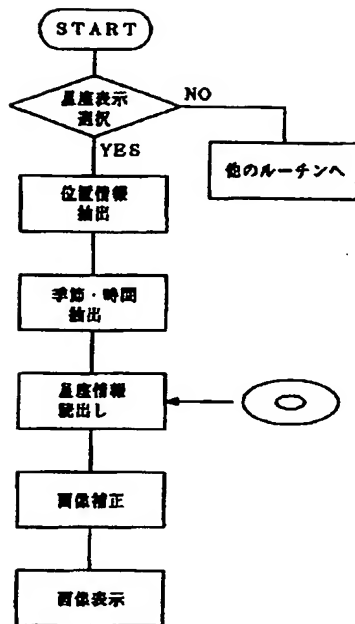 START
星座表示
選択
NO
YES
他のルーチンへ
位置情報
抽出
季節・時間
抽出
星座情報
読出し
画像補正
画像表示